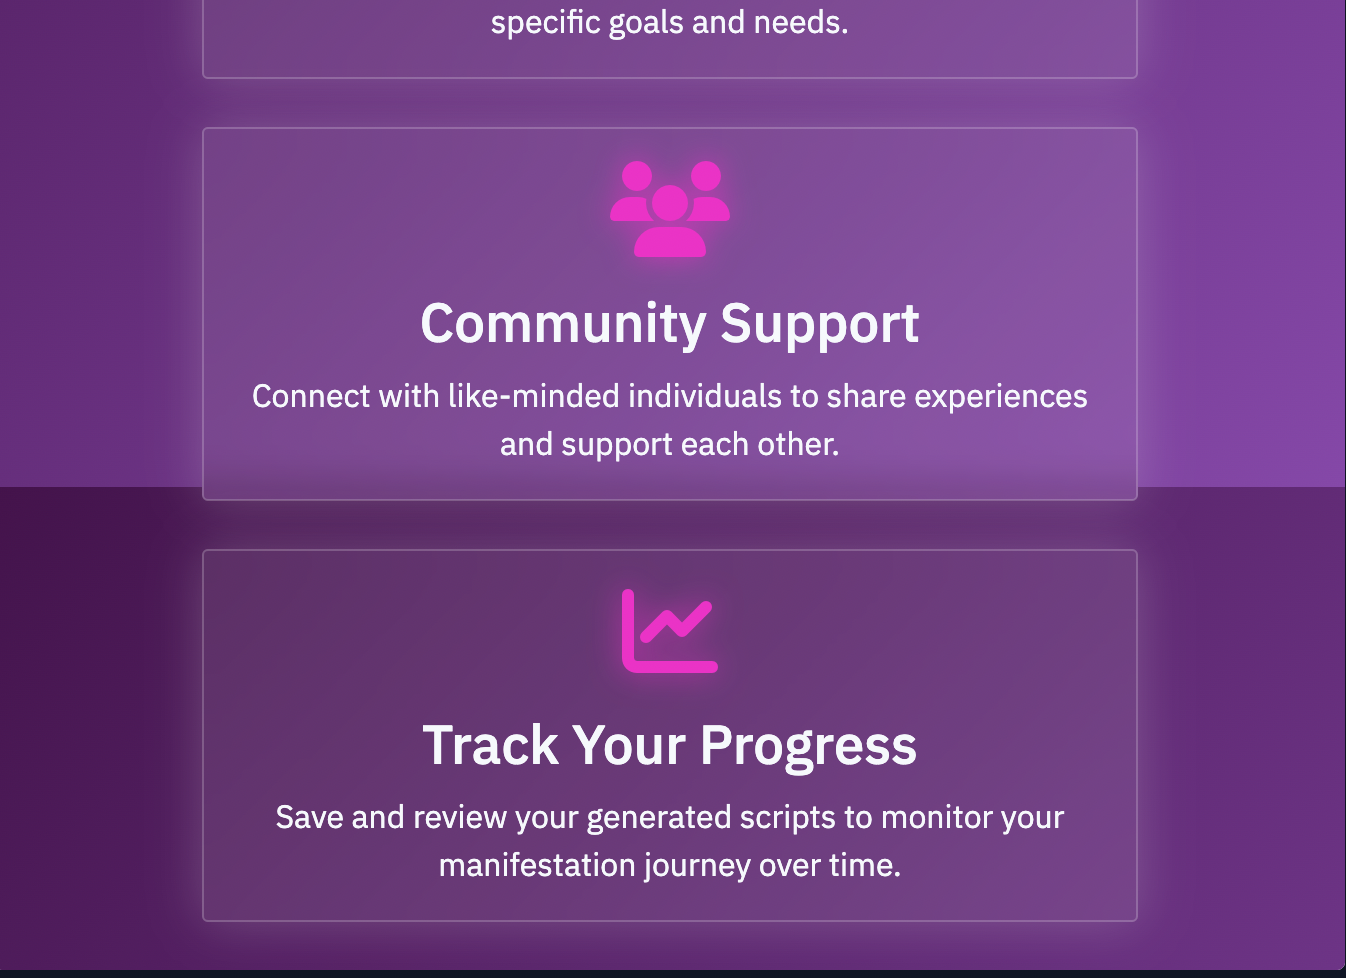 specific goals and needs.
Community Support
Connect with like-minded individuals to share experiences
and support each other.
Track Your Progress
Save and review your generated scripts to monitor your
manifestation journey over time.